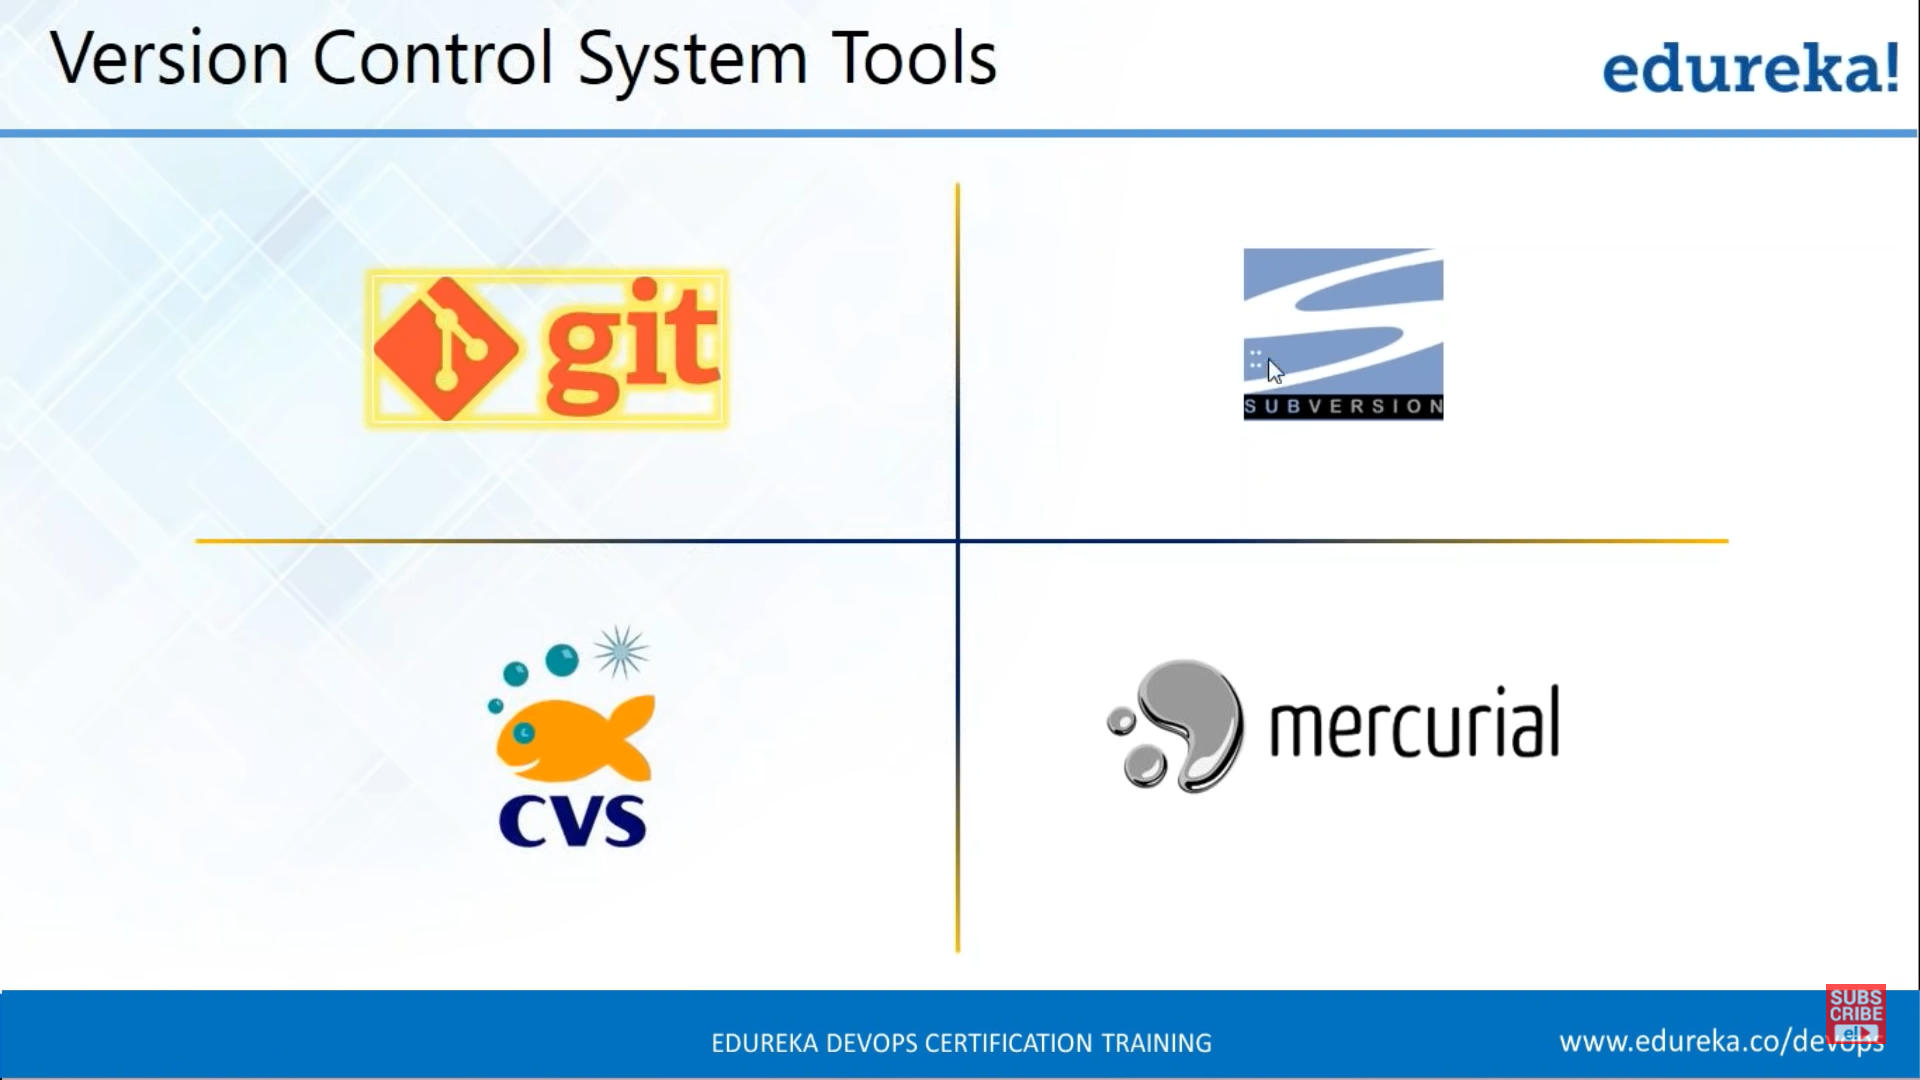 Version Control System Tools
edureka!
git
SUBVERSION
CVS
mercurial
EDUREKA DEVOPS CERTIFICATION TRAINING
www.edureka.co/devops
SUBS
CRIBE
e!